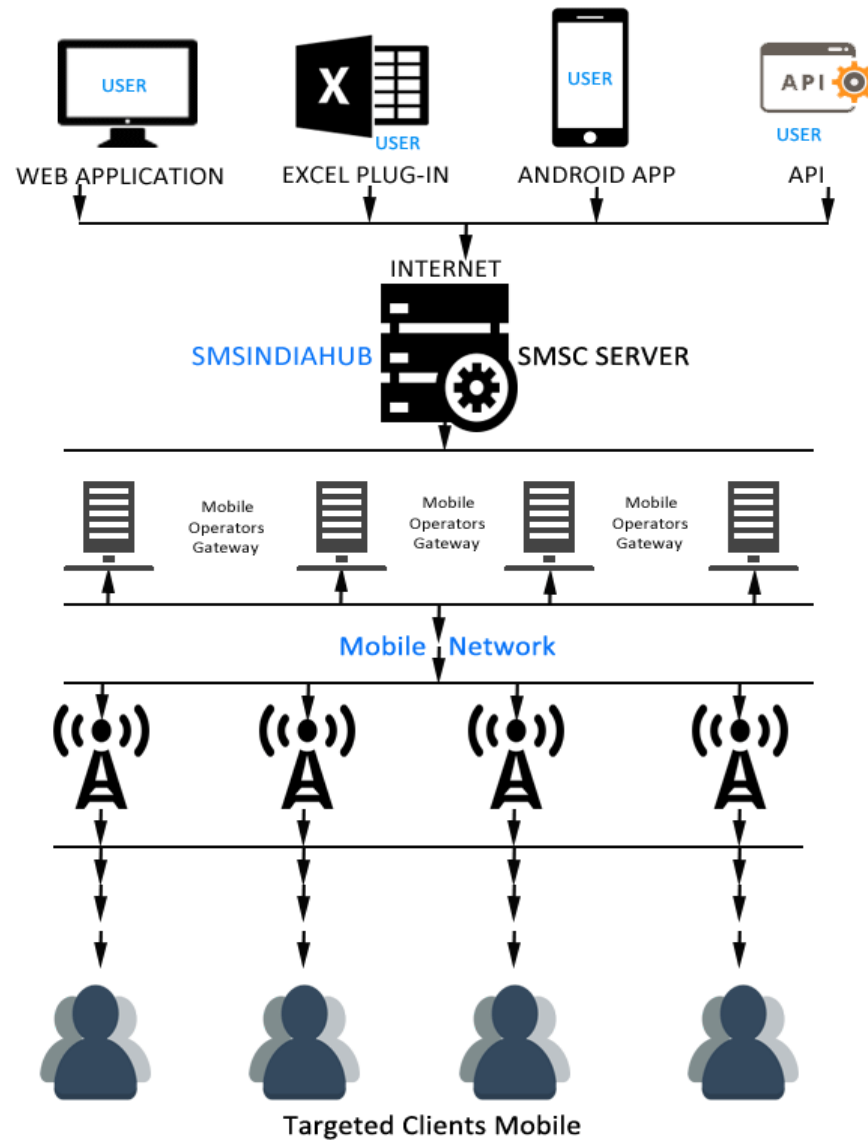 USER
X
USER
USER
API
USER
WEB APPLICATION
EXCEL PLUG-IN
ANDROID APP
API
INTERNET
SMSINDIAHUB
SMSC SERVER
Mobile
Operators
Gateway
Mobile
Operators
Gateway
Mobile
Operators
Gateway
Mobile Network
Targeted Clients Mobile